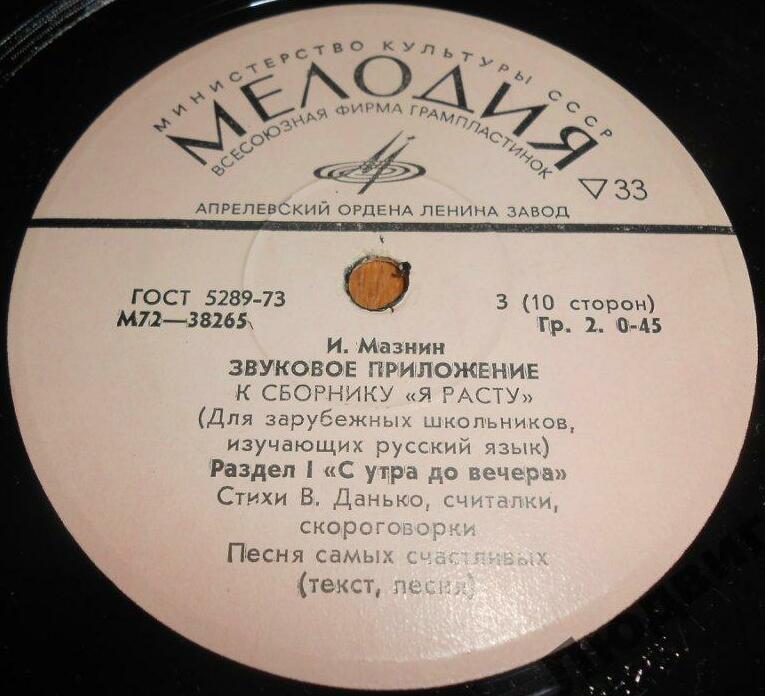 МИНИСТЕРСТВО КУЛЬТУРЫ СССР
МЕЛОДИЯ
ВСЕСОЮЗНАЯ ФИРМА ГРАМПЛАСТИНОК
33
АПРЕЛЕВСКИЙ ОРДЕНА ЛЕНИНА ЗАВОД
ГОСТ 5289-73 3 (10 сторон)
М72—38265 Гр. 2. 0-45
И. Мазнин
ЗВУКОВОЕ ПРИЛОЖЕНИЕ
К СБОРНИКУ «Я РАСТУ»
(Для зарубежных школьников,
изучающих русский язык)
Раздел I «С утра до вечера»
Стихи В. Данько, считалки,
скороговорки
Песня самых счастливых
(текст, песня)